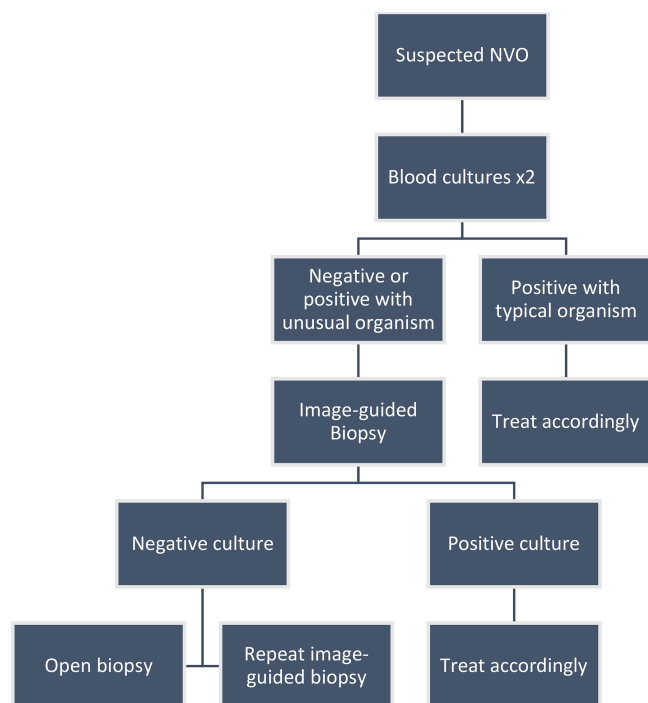 Suspected NVO
Blood cultures x2
Negative or
positive with
unusual organism
Positive with
typical organism
Image-guided
Biopsy
Treat accordingly
Negative culture
Positive culture
Open biopsy
Repeat image-
guided biopsy
Treat accordingly